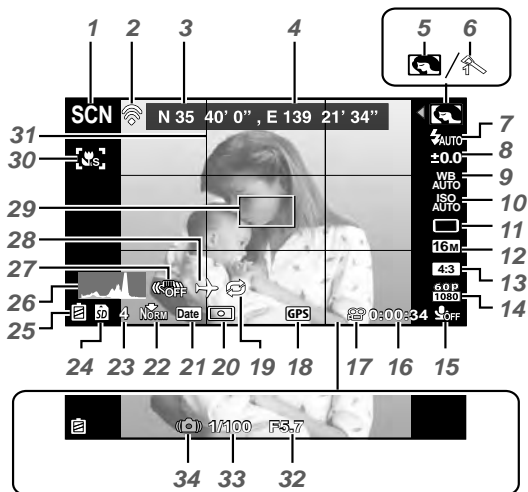 1 2 3 4 5 6
/
SCN N 35 40' 0" , E 139 21' 34"
31 AUTO 7
30 S ±0.0 8
WB AUTO 9
29 ISO AUTO 10
11
28 16M 12
27 OFF 4:3 13
26 60p 1080 14
25 SD 4 NORM Date GPS 0:00:34 OFF
24 23 22 21 20 19 18 17 16 15
1/100 F5.7
34 33 32